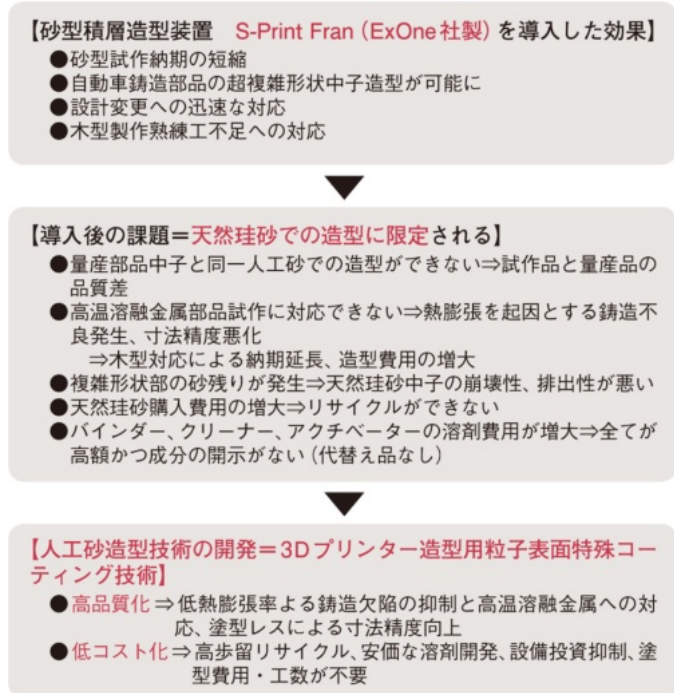 【砂型積層造型装置　S-Print Fran（ExOne社製）を導入した効果】
●砂型試作納期の短縮
●自動車鋳造部品の超複雑形状中子造型が可能に
●設計変更への迅速な対応
●木型製作熟練工不足への対応
【導入後の課題＝天然珪砂での造型に限定される】
●量産部品中子と同一人工砂での造型ができない⇒試作品と量産品の
品質差
●高温溶融金属部品試作に対応できない⇒熱膨張を起因とする鋳造不
良発生、寸法精度悪化
⇒木型対応による納期延長、造型費用の増大
●複雑形状部の砂残りが発生⇒天然珪砂中子の崩壊性、排出性が悪い
●天然珪砂購入費用の増大⇒リサイクルができない
●バインダー、クリーナー、アクチベーターの溶剤費用が増大⇒全てが
高額かつ成分の開示がない（代替え品なし）
【人工砂造型技術の開発＝3Dプリンター造型用粒子表面特殊コー
ティング技術】
●高品質化⇒低熱膨張率よる鋳造欠陥の抑制と高温溶融金属への対
応、塗型レスによる寸法精度向上
●低コスト化⇒高歩留リサイクル、安価な溶剤開発、設備投資抑制、塗
型費用・工数が不要